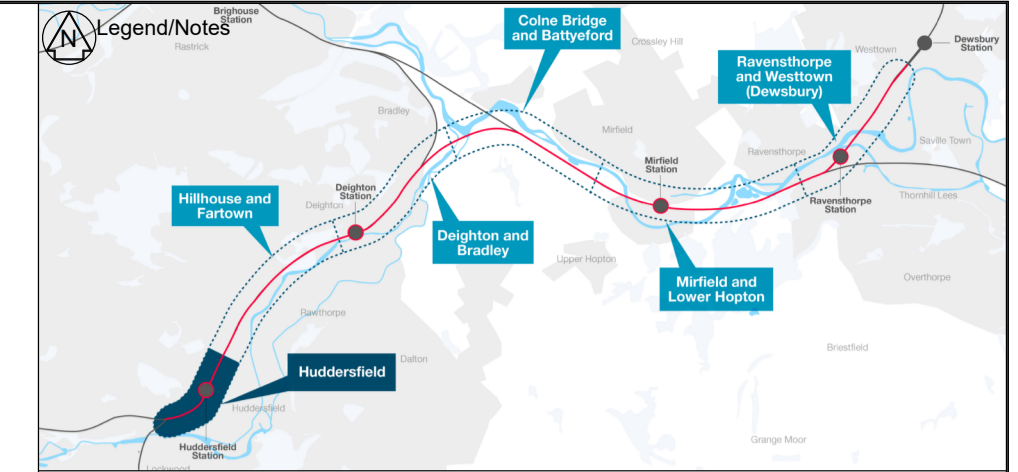 Brighouse
Station
N
Legend/Notes
Rastrick
Colne Bridge
and Battyeford
Crossley Hill
Westtown
Dewsbury
Station
Ravensthorpe
and Westtown
(Dewsbury)
Bradley
Mirfield
Ravensthorpe
Saville Town
Mirfield
Station
Deighton
Station
Deighton
Hillhouse and
Fartown
Thornhill Lees
Ravensthorpe
Station
Deighton and
Bradley
Upper Hopton
Mirfield and
Lower Hopton
Overthorpe
Rawthorpe
Briestfield
Dalton
Huddersfield
Huddersfield
Grange Moor
Huddersfield
Station
Lockwood